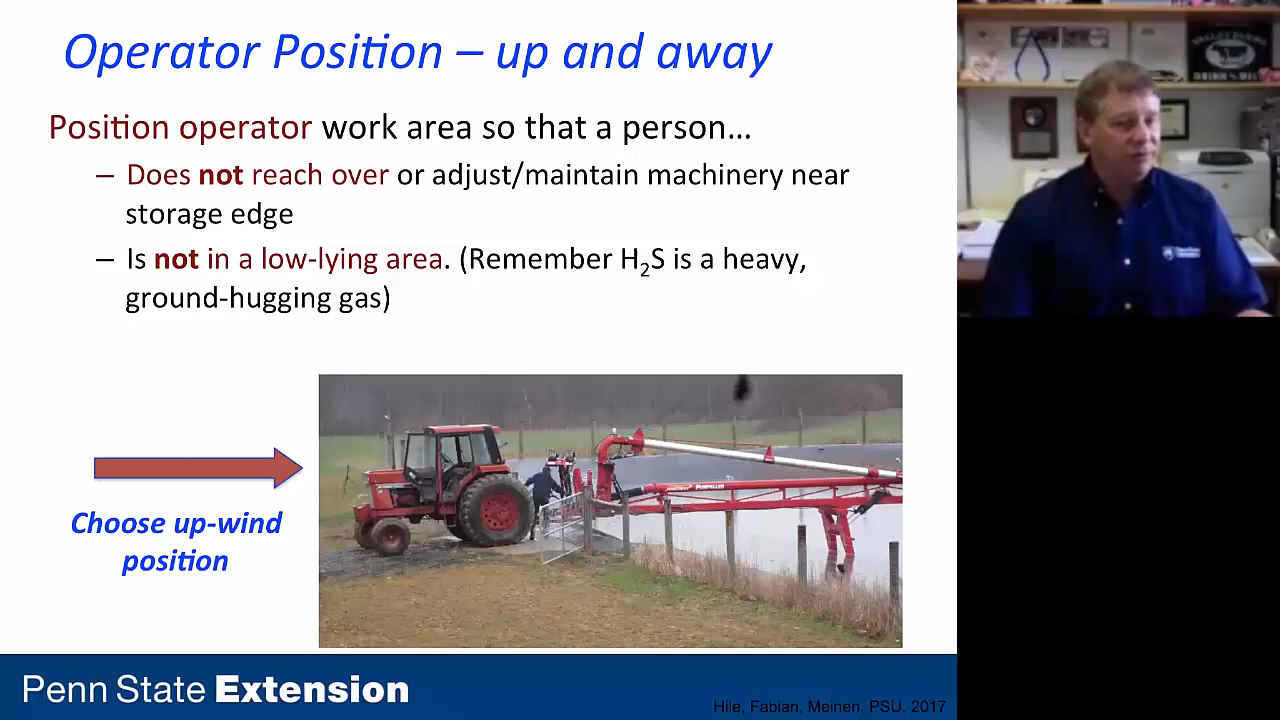 Operator Position – up and away
Position operator work area so that a person…
– Does not reach over or adjust/maintain machinery near
storage edge
– Is not in a low-lying area. (Remember H₂S is a heavy,
ground-hugging gas)
Choose up-wind
position
Penn State Extension
Hile, Fabian, Meinen, PSU, 2017